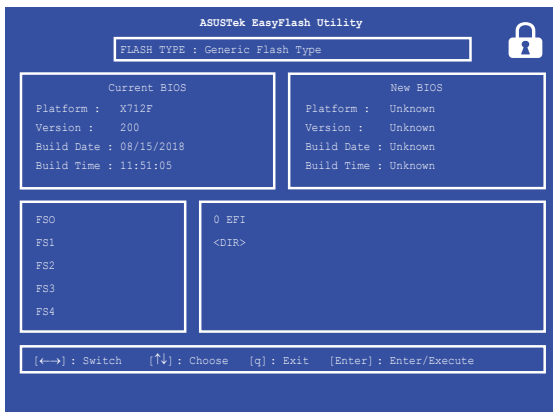 ASUSTek EasyFlash Utility
FLASH TYPE : Generic Flash Type
Current BIOS
Platform : X712F
Version : 200
Build Date : 08/15/2018
Build Time : 11:51:05
New BIOS
Platform : Unknown
Version : Unknown
Build Date : Unknown
Build Time : Unknown
FS0
FS1
FS2
FS3
FS4
0 EFI
<DIR>
[←→] : Switch [↑↓] : Choose [q] : Exit [Enter] : Enter/Execute